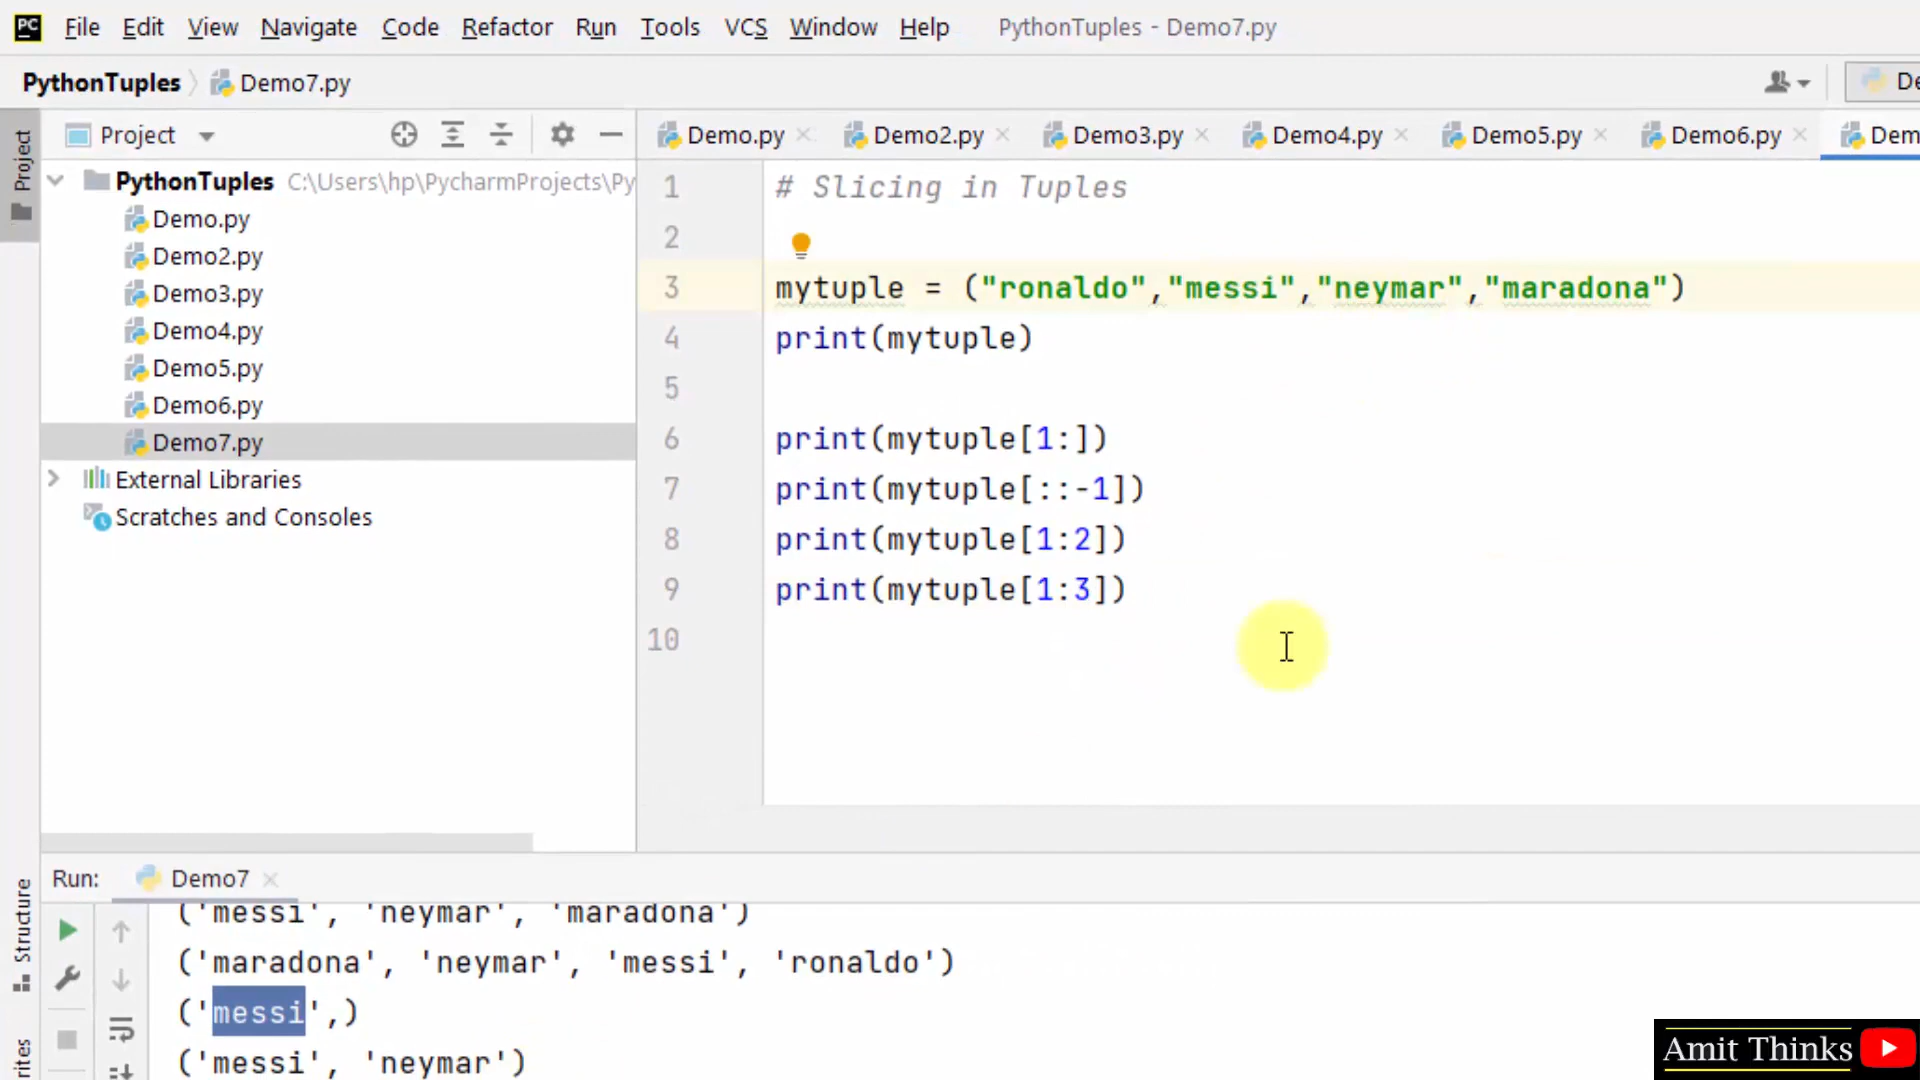 PC File Edit View Navigate Code Refactor Run Tools VCS Window Help PythonTuples - Demo7.py
PythonTuples Demo7.py
Project
Project
Demo.py Demo2.py Demo3.py Demo4.py Demo5.py Demo6.py
PythonTuples C:\Users\hp\PycharmProjects\Py
Demo.py
Demo2.py
Demo3.py
Demo4.py
Demo5.py
Demo6.py
Demo7.py
External Libraries
Scratches and Consoles
1 # Slicing in Tuples
2
3 mytuple = ("ronaldo","messi","neymar","maradona")
4 print(mytuple)
5
6 print(mytuple[1:])
7 print(mytuple[::-1])
8 print(mytuple[1:2])
9 print(mytuple[1:3])
10
Structure
Run: Demo7
('messi', 'neymar', 'maradona')
('maradona', 'neymar', 'messi', 'ronaldo')
('messi',)
('messi', 'neymar')
Amit Thinks